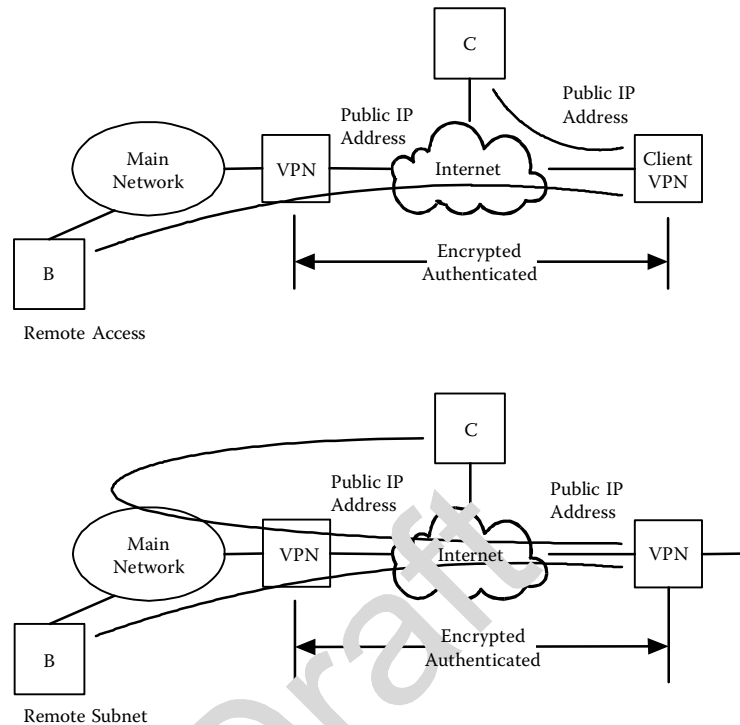 C
Public IP
Address
Public IP
Address
Main
Network
VPN
Internet
Client
VPN
B
Encrypted
Authenticated
Remote Access
C
Public IP
Address
Public IP
Address
Main
Network
VPN
Internet
VPN
B
Encrypted
Authenticated
Remote Subnet
Draft